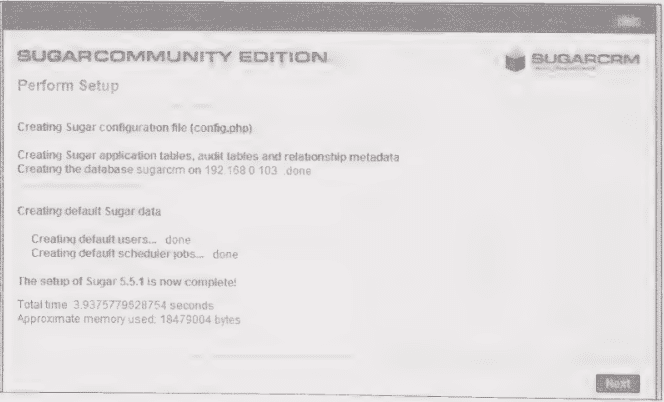 SUGARCOMMUNITY EDITION
SUGARCRM
Perform Setup
Creating Sugar configuration file (config.php)
Creating Sugar application tables, audit tables and relationship metadata
Creating the database sugarcrm on 192.168.0.103 .done
Creating default Sugar data
Creating default users... done
Creating default scheduler jobs... done
The setup of Sugar 5.5.1 is now complete!
Total time 3.9375779628754 seconds
Approximate memory used: 18479004 bytes
Next